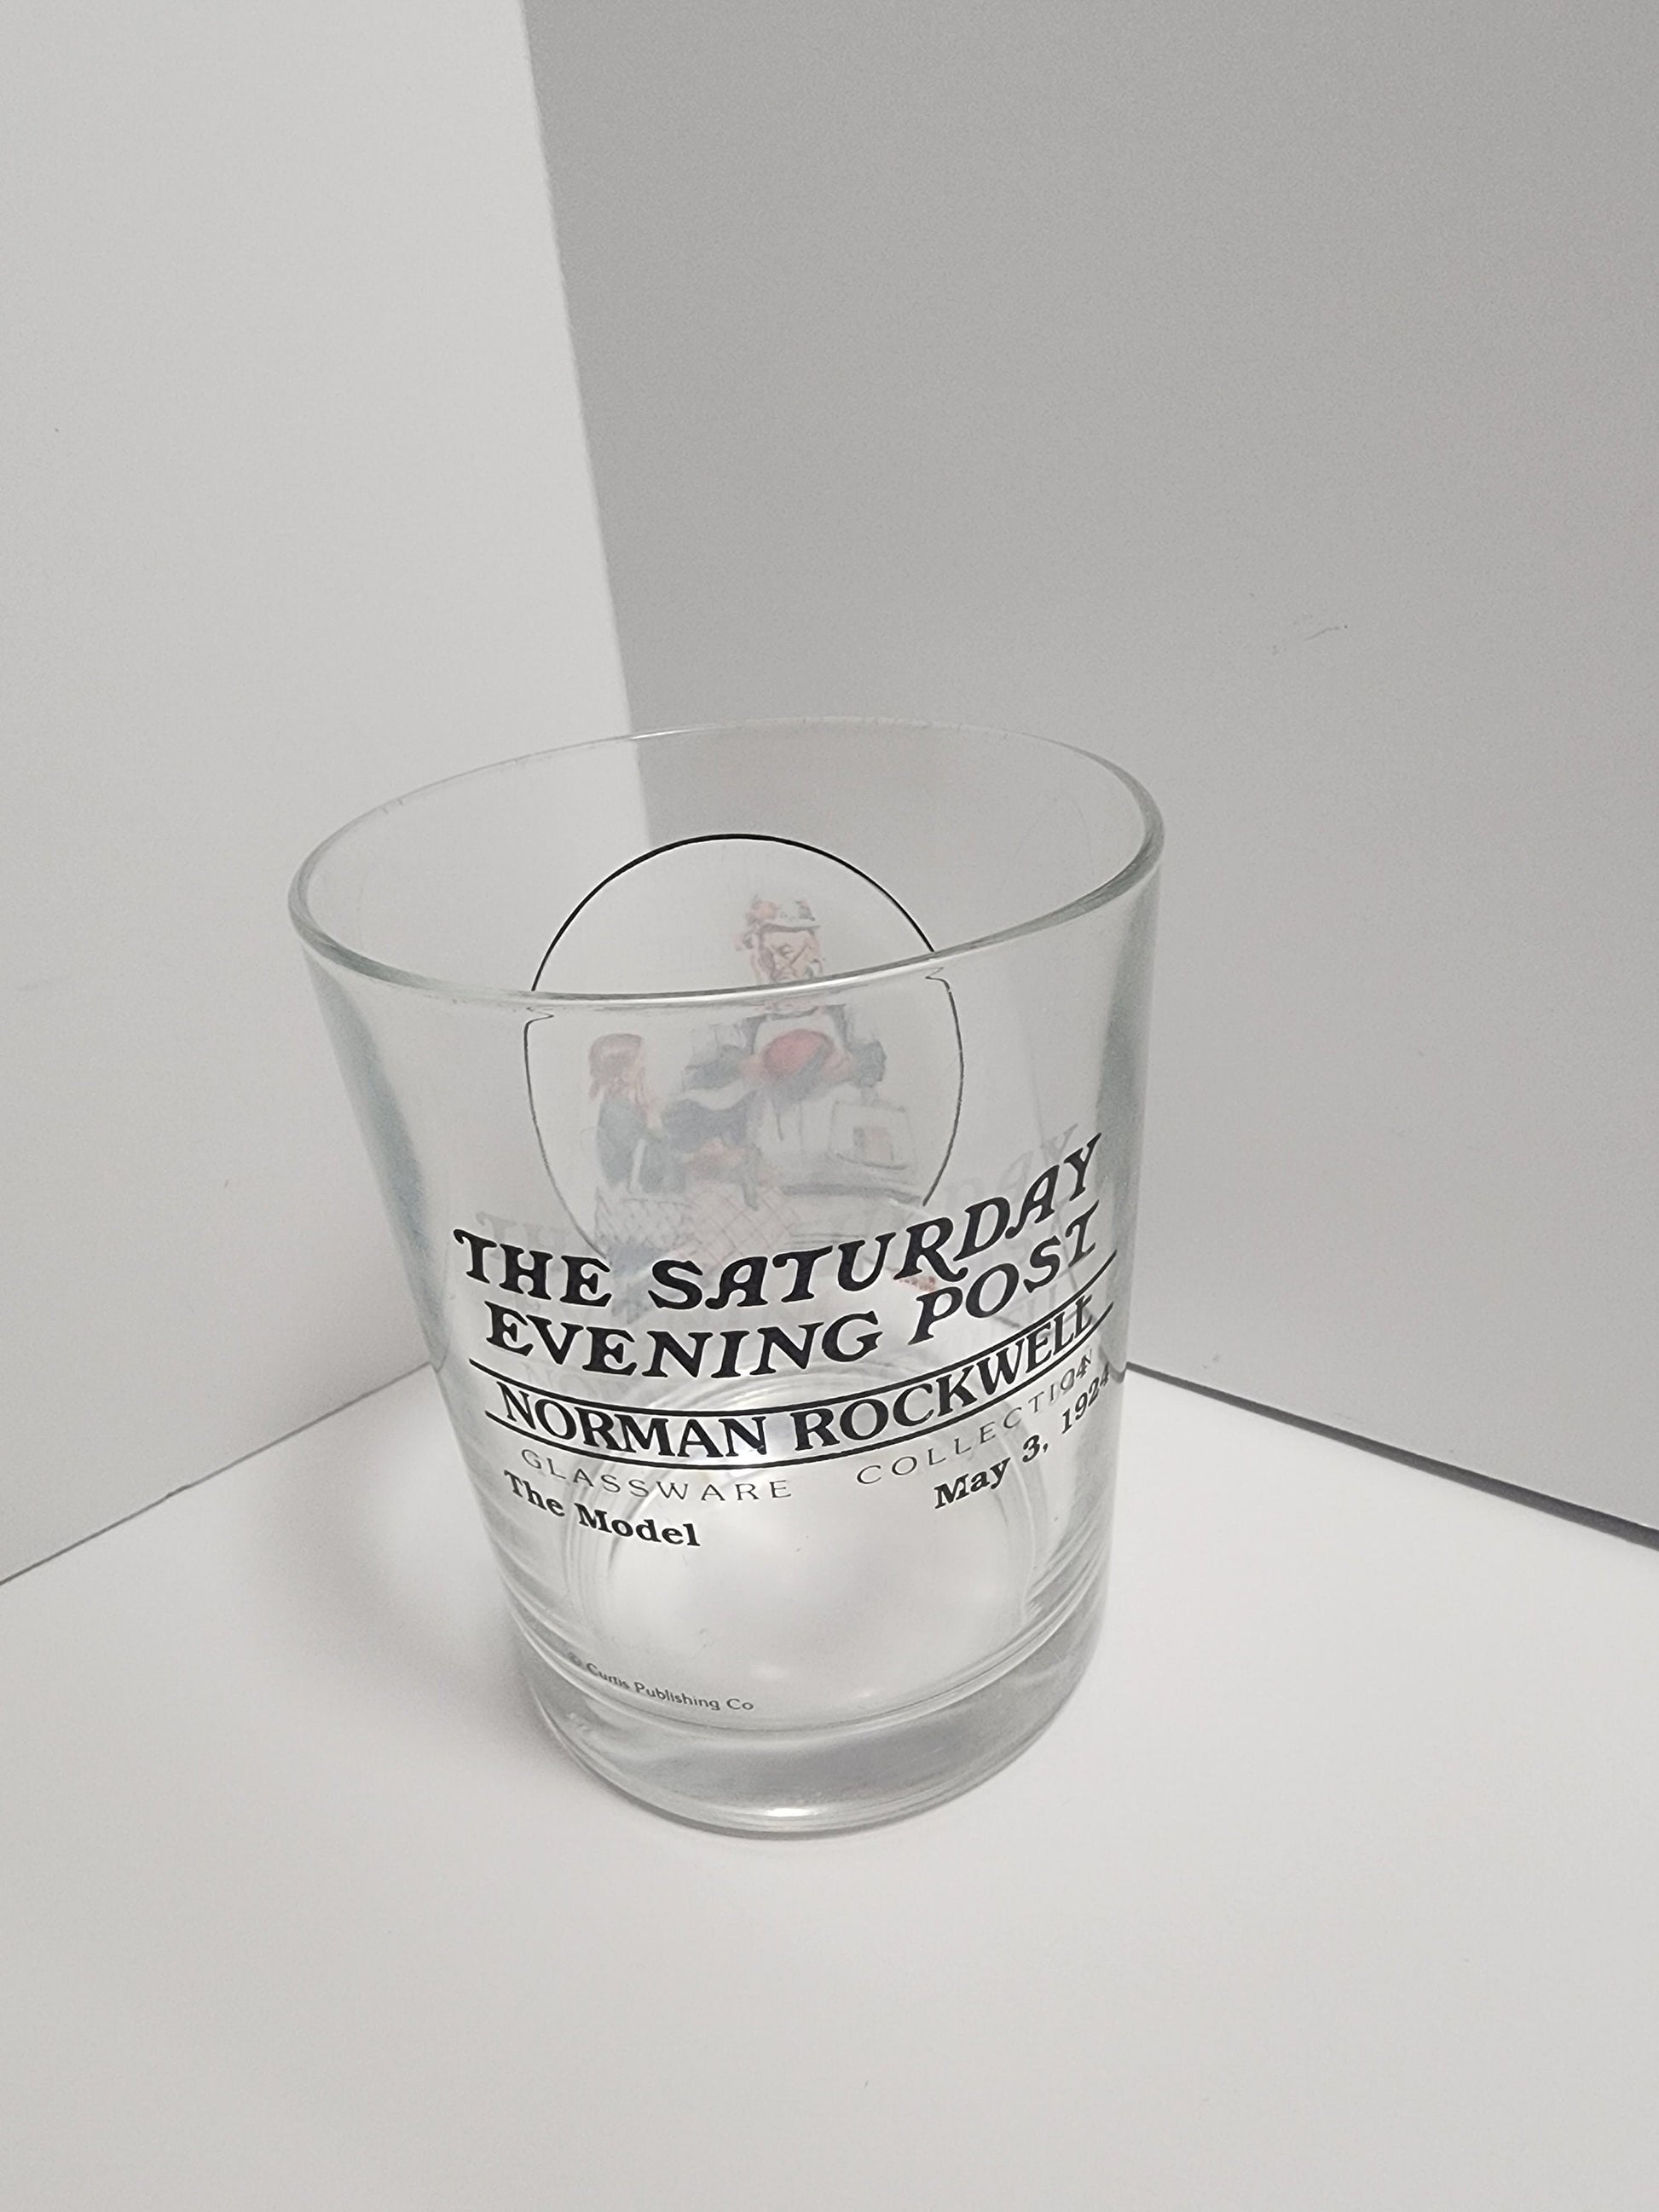 THE SATURDAY
EVENING POST
NORMAN ROCKWELL
GLASSWARE COLLECTION
The Model May 3, 1924
© Curtis Publishing Co